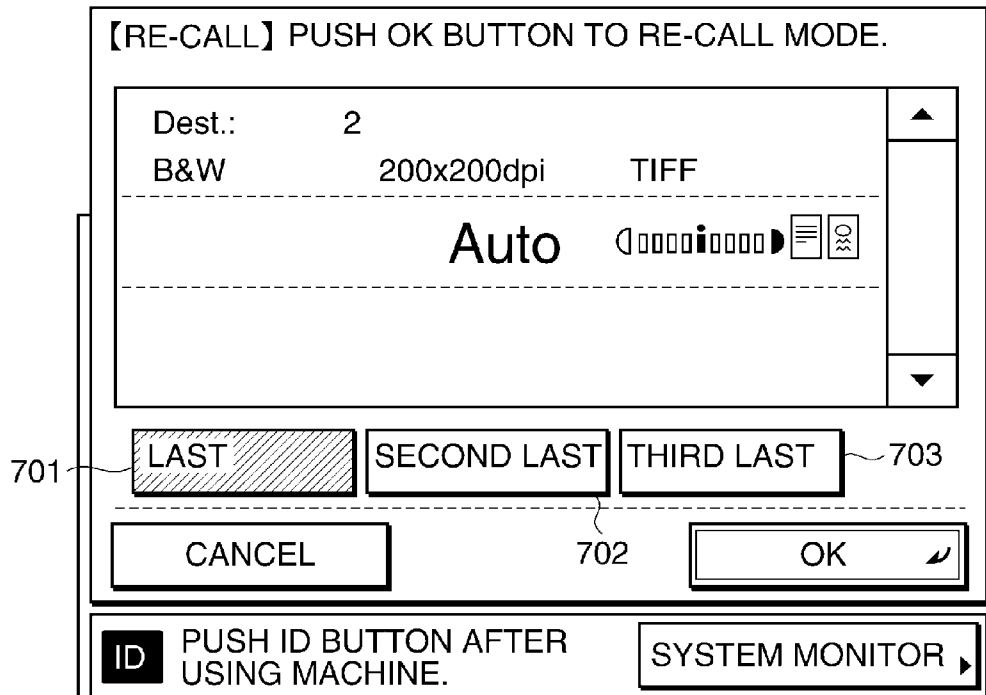 【RE-CALL】 PUSH OK BUTTON TO RE-CALL MODE.
Dest.: 2
B&W 200x200dpi TIFF
Auto
701 LAST SECOND LAST THIRD LAST 703
CANCEL 702 OK
ID PUSH ID BUTTON AFTER
USING MACHINE.
SYSTEM MONITOR